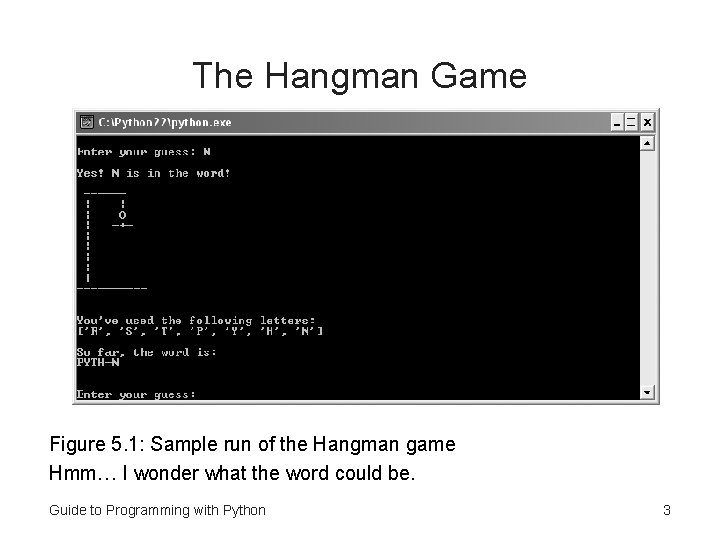 The Hangman Game
C:\Python22\python.exe
Enter your guess: N
Yes! N is in the word!
O
You've used the following letters:
['R', 'S', 'T', 'P', 'Y', 'H', 'N']
So far, the word is:
PYTH-N
Enter your guess:
Figure 5. 1: Sample run of the Hangman game
Hmm… I wonder what the word could be.
Guide to Programming with Python
3